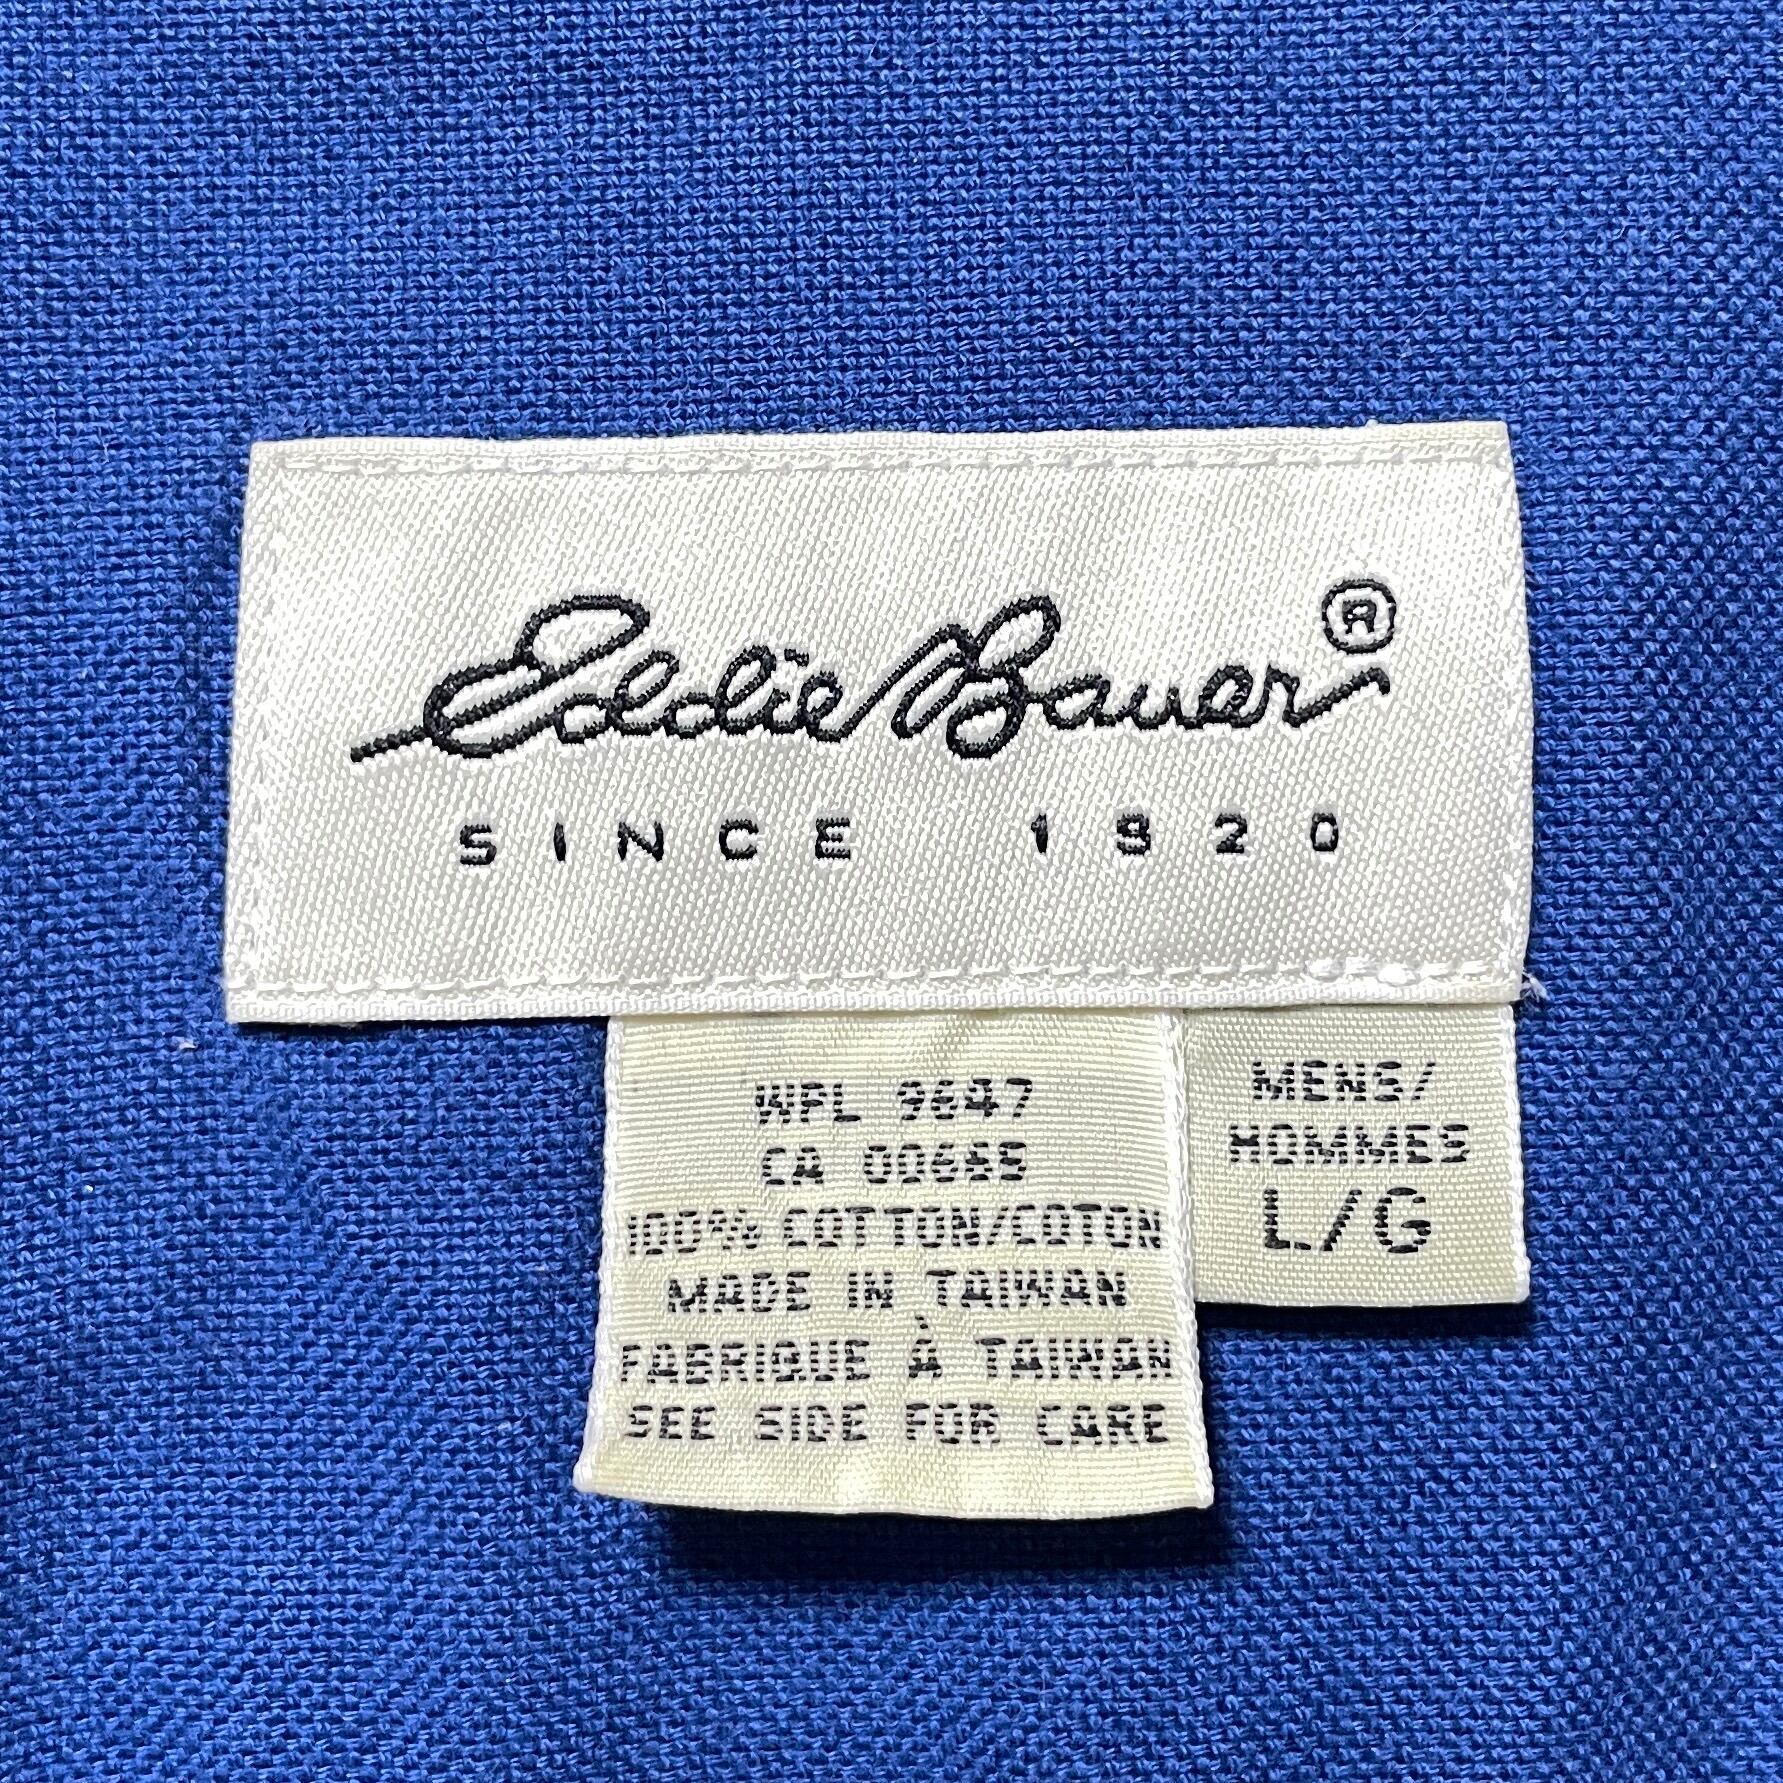 Eddie Bauer®
SINCE 1920
WPL 9647
CA 00668
100% COTTON/COTON
MADE IN TAIWAN
FABRIQUE À TAIWAN
SEE SIDE FOR CARE
MENS/
HOMMES
L/G